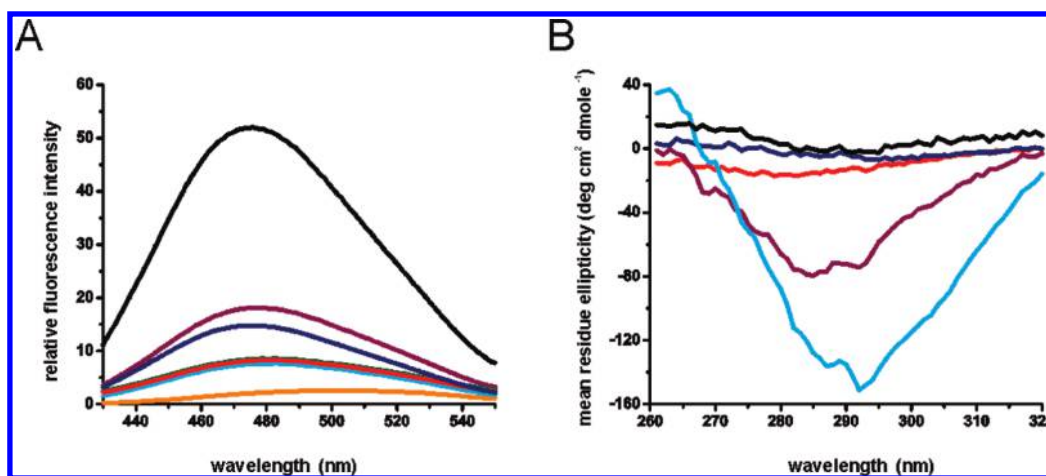 A
B
relative fluorescence intensity
60
50
40
30
20
10
0
440 460 480 500 520 540
wavelength (nm)
mean residue ellipticity (deg cm² dmole⁻¹)
40
0
-40
-80
-120
-160
260 270 280 290 300 310 320
wavelength (nm)